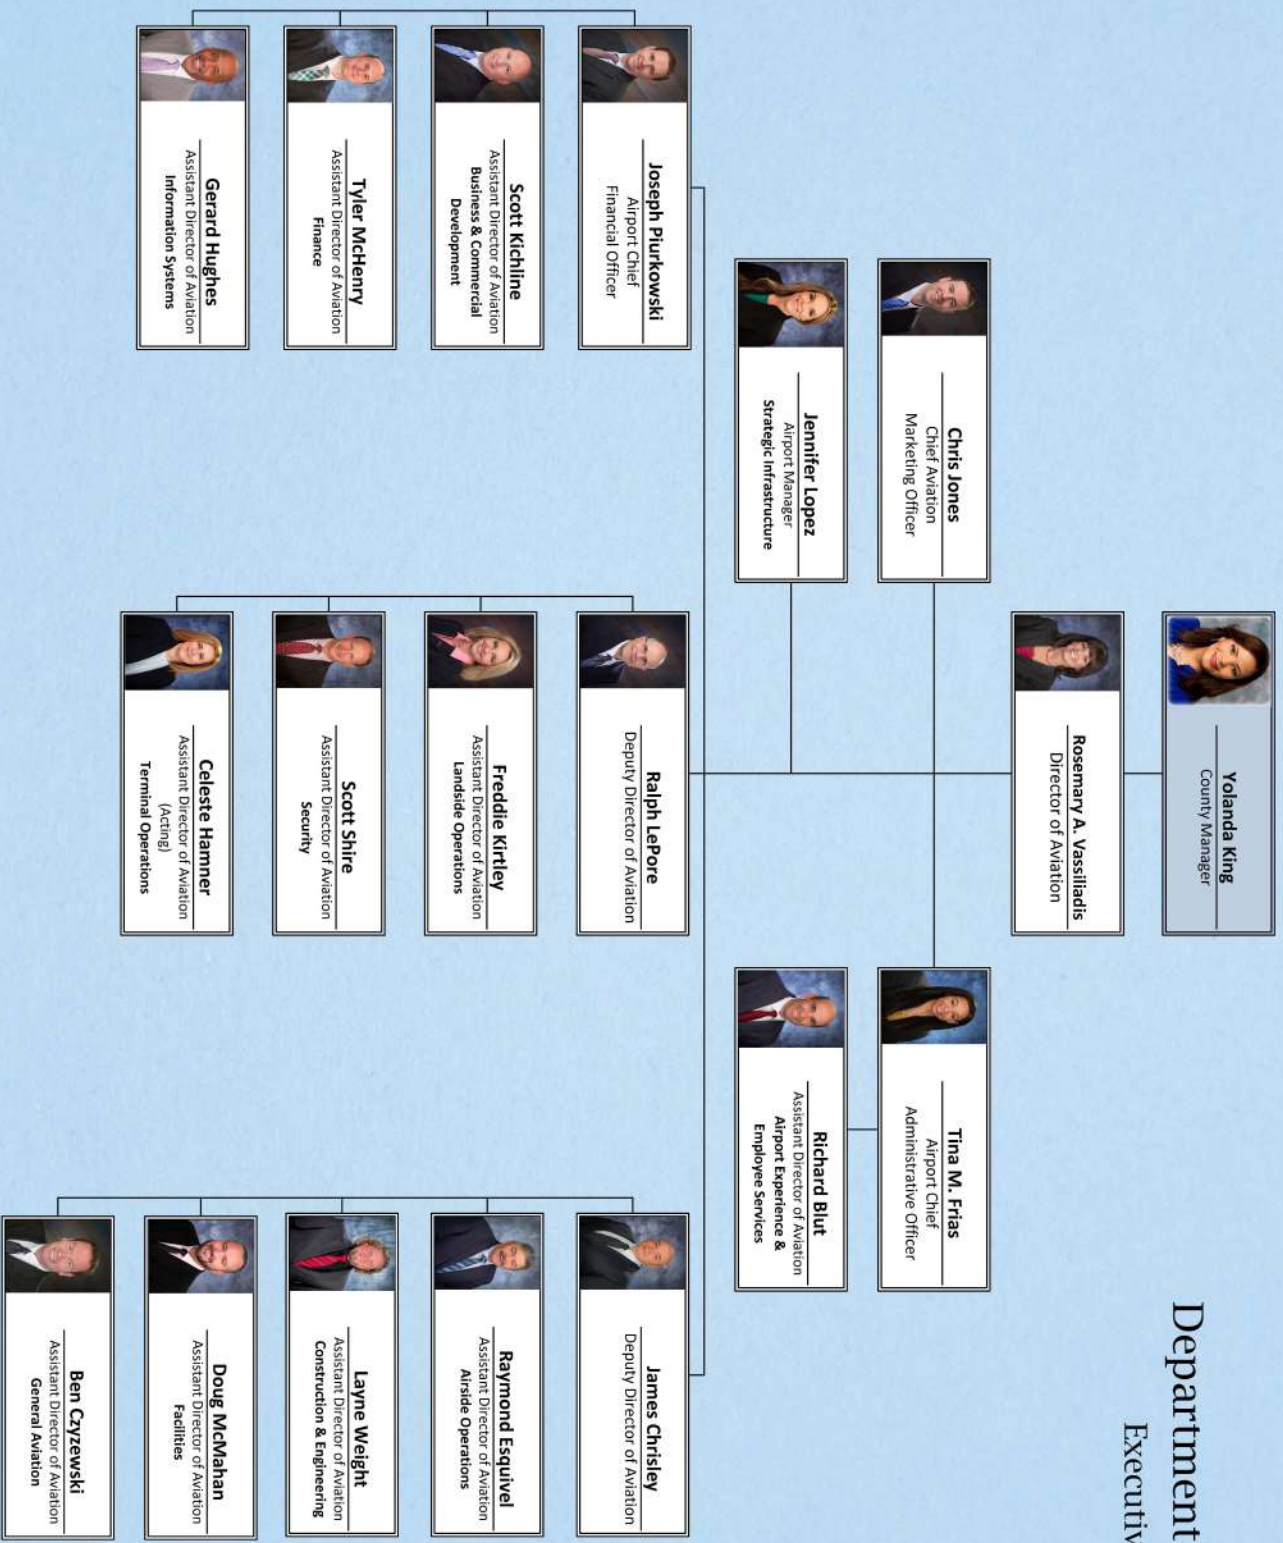 Department
Executiv
Yolanda King
County Manager
Rosemary A. Vassiliadis
Director of Aviation
Chris Jones
Chief Aviation
Marketing Officer
Tina M. Frias
Airport Chief
Administrative Officer
Jennifer Lopez
Airport Manager
Strategic Infrastructure
Richard Blut
Assistant Director of Aviation
Airport Experience &
Employee Services
Joseph Piurkowski
Airport Chief
Financial Officer
Scott Kichline
Assistant Director of Aviation
Business & Commercial
Development
Tyler McHenry
Assistant Director of Aviation
Finance
Gerard Hughes
Assistant Director of Aviation
Information Systems
Ralph LePore
Deputy Director of Aviation
Freddie Kirtley
Assistant Director of Aviation
Landside Operations
Scott Shire
Assistant Director of Aviation
Security
Celeste Hamner
Assistant Director of Aviation
(Acting)
Terminal Operations
James Chrisley
Deputy Director of Aviation
Raymond Esquivel
Assistant Director of Aviation
Airside Operations
Layne Weight
Assistant Director of Aviation
Construction & Engineering
Doug McMahan
Assistant Director of Aviation
Facilities
Ben Czyzewski
Assistant Director of Aviation
General Aviation